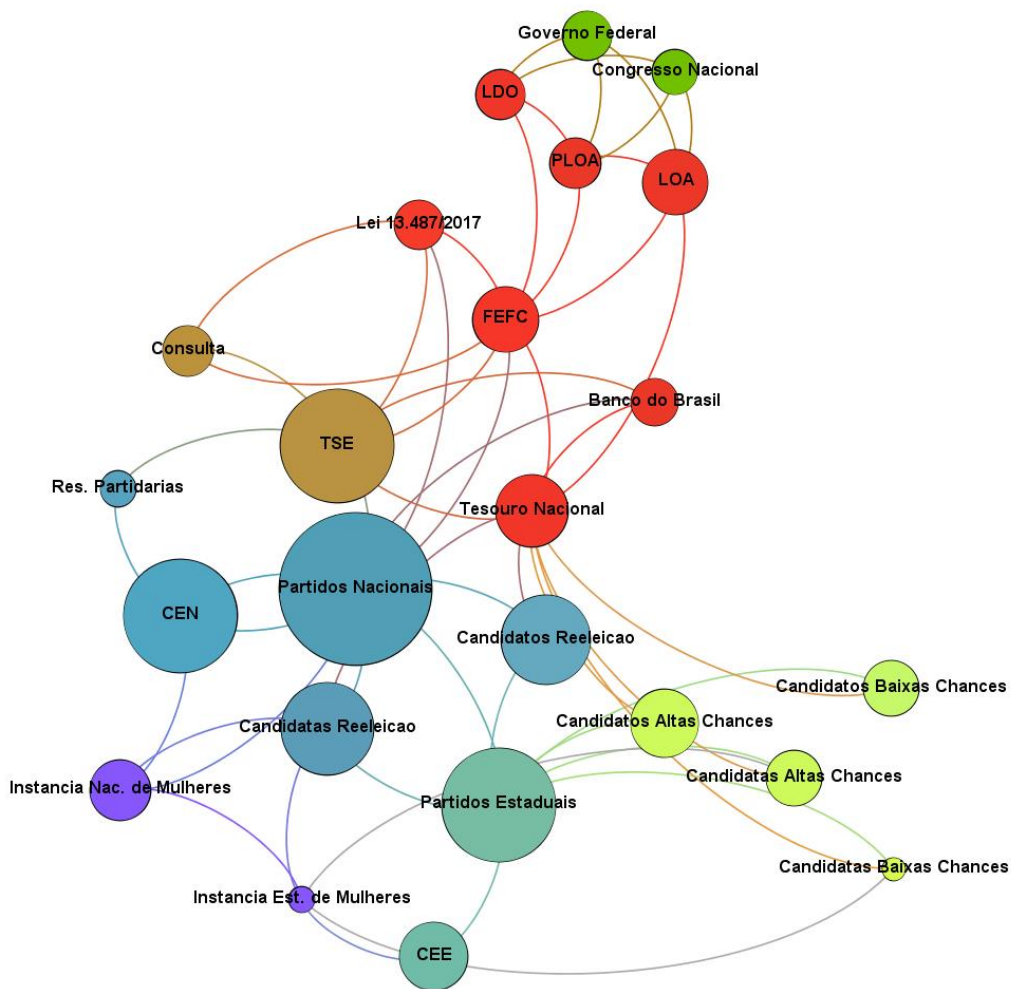 Governo Federal
Congresso Nacional
LDO
PLOA
LOA
Lei 13.487/2017
FEFC
Consulta
Banco do Brasil
TSE
Res. Partidarias
Tesouro Nacional
Partidos Nacionais
CEN
Candidatos Reeleicao
Candidatos Baixas Chances
Candidatos Altas Chances
Candidatas Reeleicao
Candidatas Altas Chances
Instancia Nac. de Mulheres
Partidos Estaduais
Candidatas Baixas Chances
Instancia Est. de Mulheres
CEE